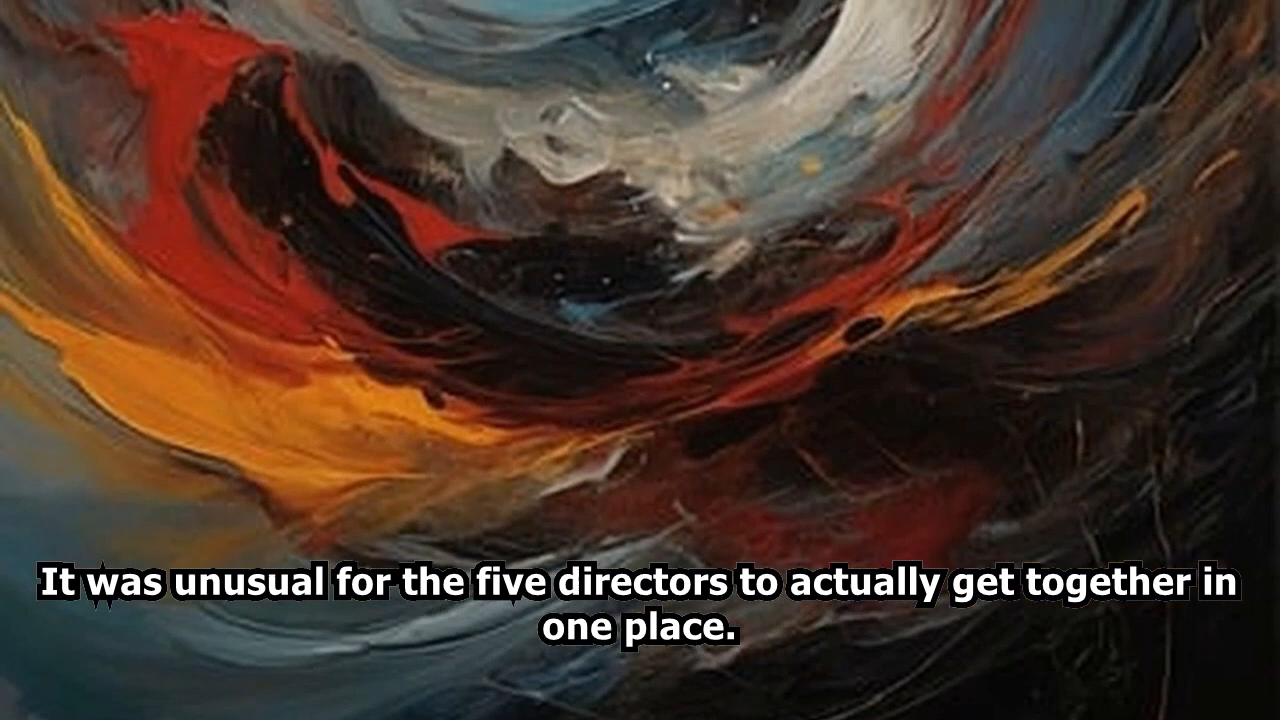 It was unusual for the five directors to actually get together in
one place.